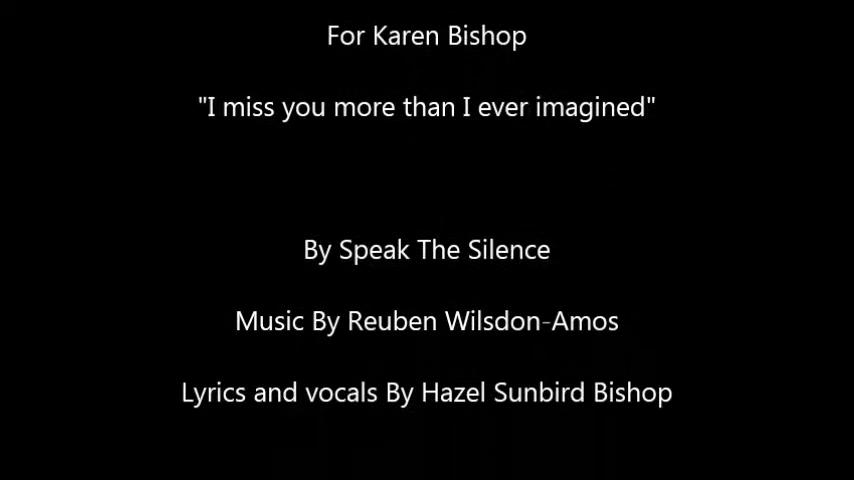 For Karen Bishop
"I miss you more than I ever imagined"
By Speak The Silence
Music By Reuben Wilsdon-Amos
Lyrics and vocals By Hazel Sunbird Bishop